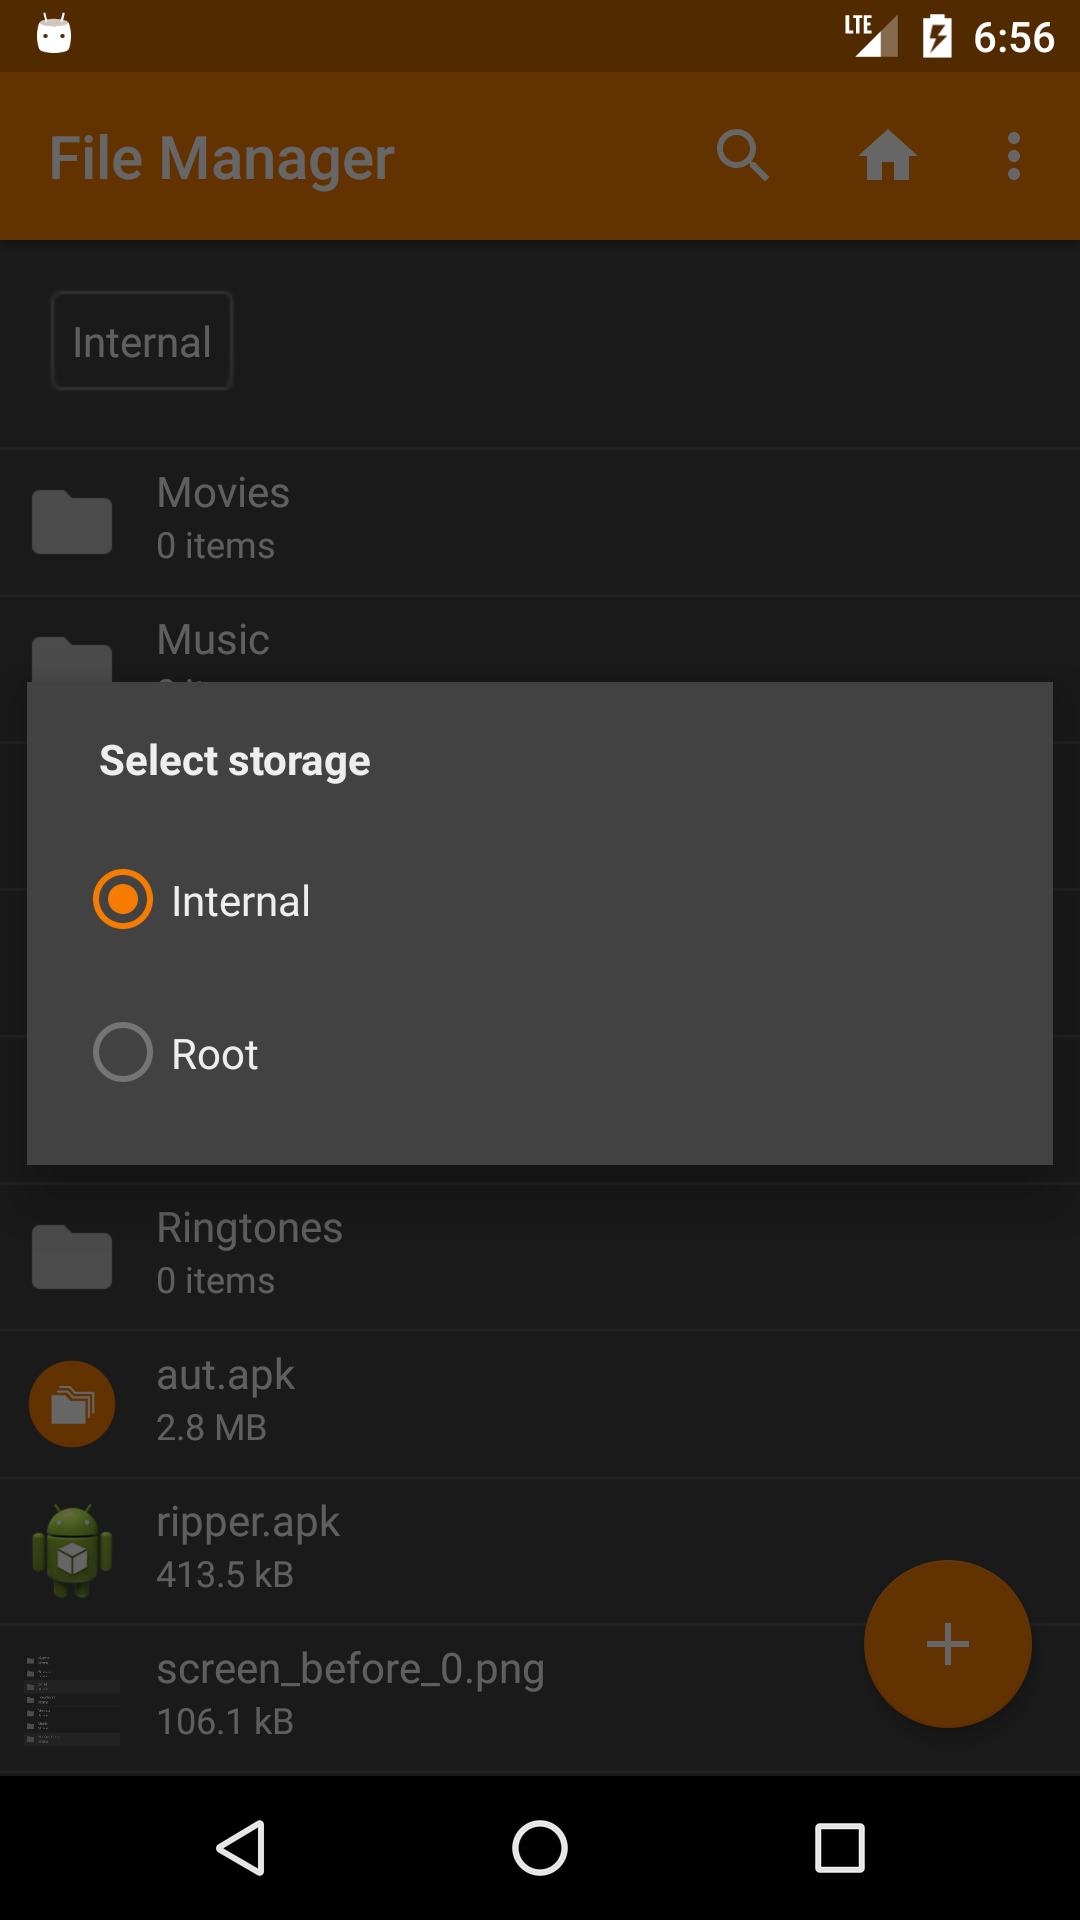 LTE 6:56
File Manager
Internal
Movies
0 items
Music
Select storage
Internal
Root
Ringtones
0 items
aut.apk
2.8 MB
ripper.apk
413.5 kB
screen_before_0.png
106.1 kB